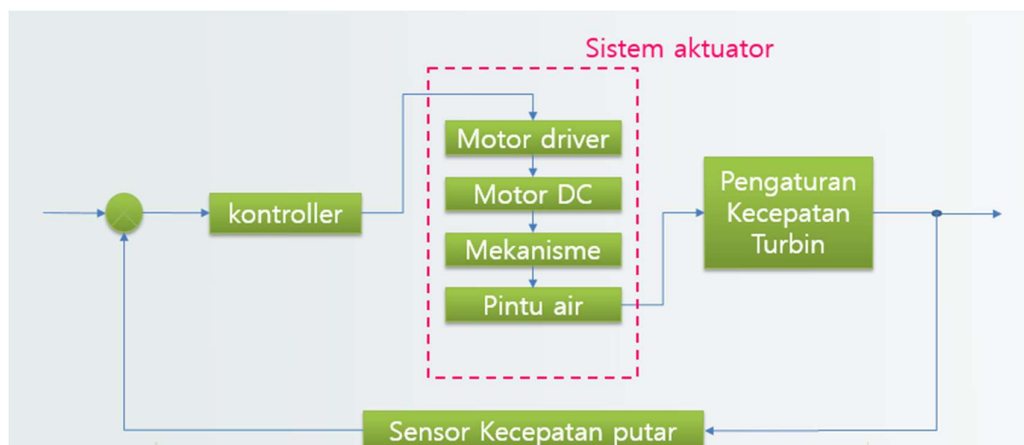 Sistem aktuator
Motor driver
Motor DC
Mekanisme
Pintu air
kontroller
Pengaturan
Kecepatan
Turbin
Sensor Kecepatan putar